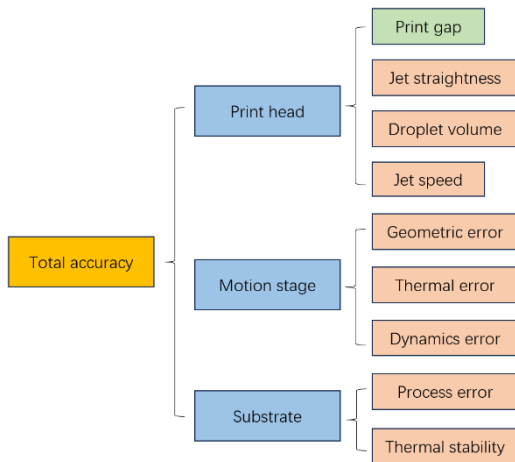 Total accuracy
Print head
Print gap
Jet straightness
Droplet volume
Jet speed
Motion stage
Geometric error
Thermal error
Dynamics error
Substrate
Process error
Thermal stability